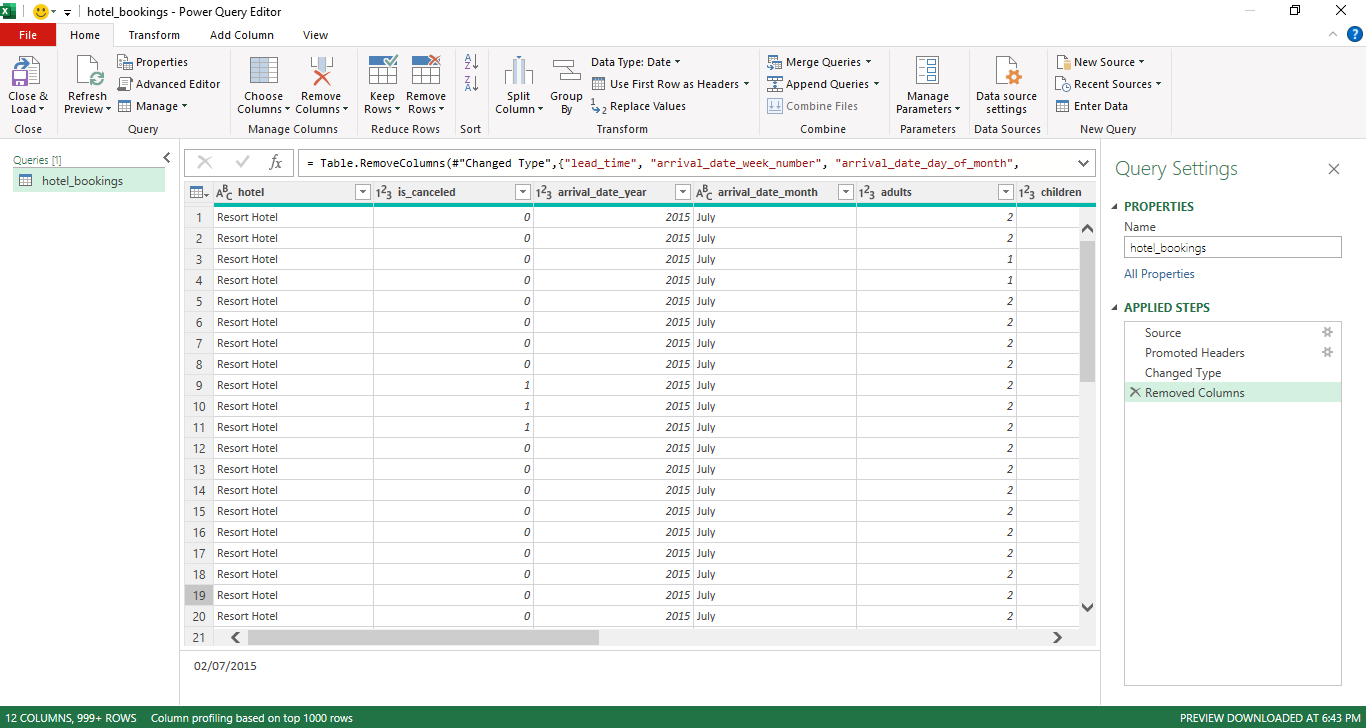 hotel_bookings - Power Query Editor
File Home Transform Add Column View
Close & Load
Close
Refresh Preview
Properties
Advanced Editor
Manage
Query
Choose Columns
Remove Columns
Manage Columns
Keep Rows
Remove Rows
Reduce Rows
Sort
Split Column
Group By
Data Type: Date
Use First Row as Headers
Replace Values
Transform
Merge Queries
Append Queries
Combine Files
Combine
Manage Parameters
Parameters
Data source settings
Data Sources
New Source
Recent Sources
Enter Data
New Query
Queries [1]
hotel_bookings
fx = Table.RemoveColumns(#"Changed Type",{"lead_time", "arrival_date_week_number", "arrival_date_day_of_month",
ABC hotel 123 is_canceled 123 arrival_date_year ABC arrival_date_month 123 adults 123 children
1 Resort Hotel 0 2015 July 2
2 Resort Hotel 0 2015 July 2
3 Resort Hotel 0 2015 July 1
4 Resort Hotel 0 2015 July 1
5 Resort Hotel 0 2015 July 2
6 Resort Hotel 0 2015 July 2
7 Resort Hotel 0 2015 July 2
8 Resort Hotel 0 2015 July 2
9 Resort Hotel 1 2015 July 2
10 Resort Hotel 1 2015 July 2
11 Resort Hotel 1 2015 July 2
12 Resort Hotel 0 2015 July 2
13 Resort Hotel 0 2015 July 2
14 Resort Hotel 0 2015 July 2
15 Resort Hotel 0 2015 July 2
16 Resort Hotel 0 2015 July 2
17 Resort Hotel 0 2015 July 2
18 Resort Hotel 0 2015 July 2
19 Resort Hotel 0 2015 July 2
20 Resort Hotel 0 2015 July 2
21
02/07/2015
Query Settings
PROPERTIES
Name
hotel_bookings
All Properties
APPLIED STEPS
Source
Promoted Headers
Changed Type
Removed Columns
12 COLUMNS, 999+ ROWS Column profiling based on top 1000 rows PREVIEW DOWNLOADED AT 6:43 PM